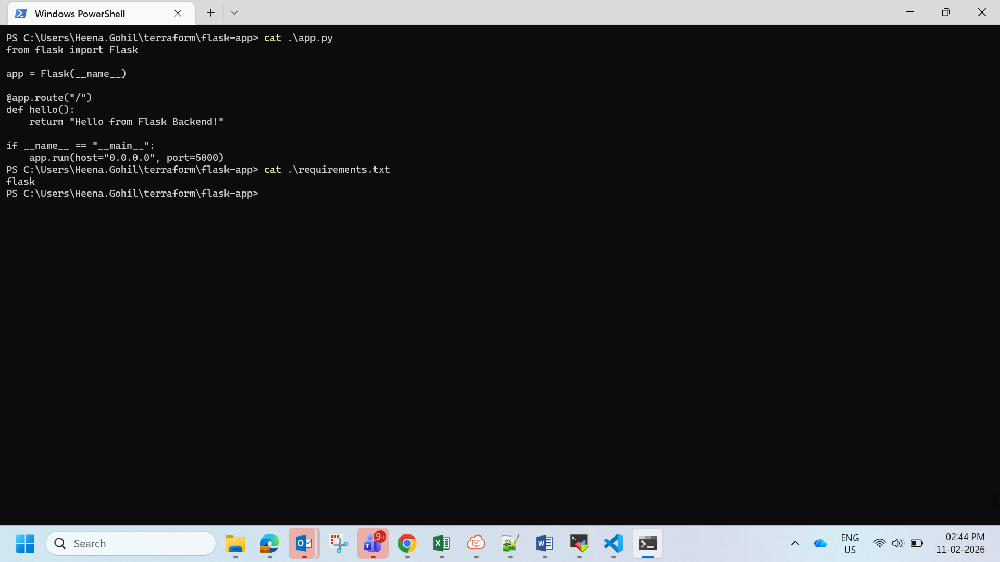 Windows PowerShell
PS C:\Users\Heena.Gohil\terraform\flask-app> cat .\app.py
from flask import Flask
app = Flask(__name__)
@app.route("/")
def hello():
    return "Hello from Flask Backend!"
if __name__ == "__main__":
    app.run(host="0.0.0.0", port=5000)
PS C:\Users\Heena.Gohil\terraform\flask-app> cat .\requirements.txt
flask
PS C:\Users\Heena.Gohil\terraform\flask-app>
Search
9+
ENG
US
02:44 PM
11-02-2026